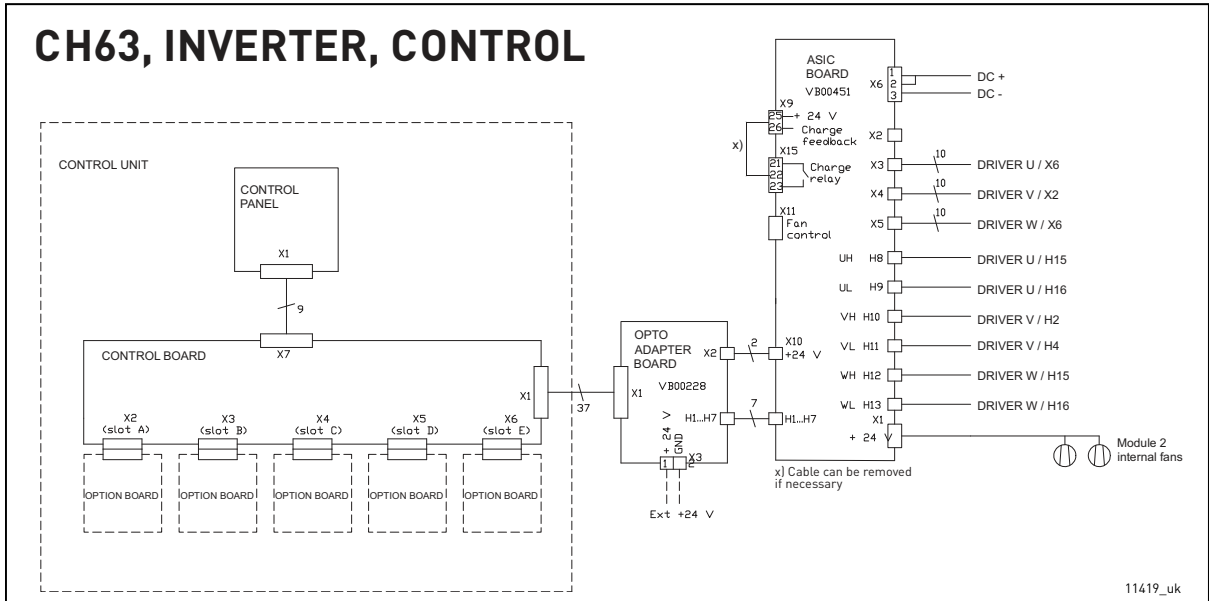 CH63, INVERTER, CONTROL
CONTROL UNIT
CONTROL
PANEL
X1
9
X7
CONTROL BOARD
X1
37
X2
(slot A)
X3
(slot B)
X4
(slot C)
X5
(slot D)
X6
(slot E)
OPTION BOARD
OPTION BOARD
OPTION BOARD
OPTION BOARD
OPTION BOARD
OPTO
ADAPTER
BOARD
X2
X1
VB00228
H1...H7
+ 24 V
GND
X3
1
2
Ext +24 V
2
7
ASIC
BOARD
VB00451
X9
25
+ 24 V
26
Charge
feedback
x)
X15
21
22
23
Charge
relay
X11
Fan
control
X10
+24 V
H1...H7
X6
1
2
3
DC +
DC -
X2
X3
10
DRIVER U / X6
X4
10
DRIVER V / X2
X5
10
DRIVER W / X6
UH H8
DRIVER U / H15
UL H9
DRIVER U / H16
VH H10
DRIVER V / H2
VL H11
DRIVER V / H4
WH H12
DRIVER W / H15
WL H13
DRIVER W / H16
X1
+ 24 V
Module 2
internal fans
x) Cable can be removed
if necessary
11419_uk